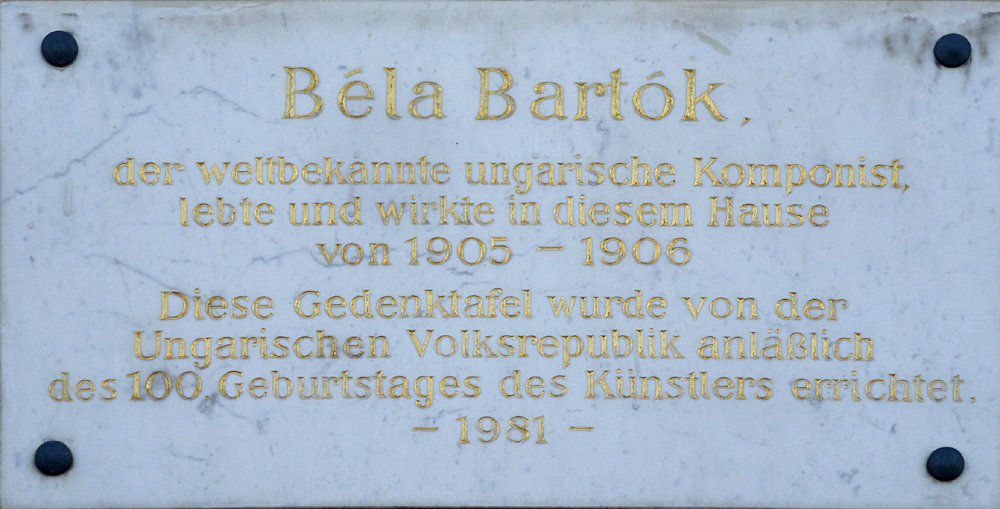 Béla Bartók,
der weltbekannte ungarische Komponist,
lebte und wirkte in diesem Hause
von 1905 – 1906
Diese Gedenktafel wurde von der
Ungarischen Volksrepublik anläßlich
des 100. Geburtstages des Künstlers errichtet.
– 1981 –